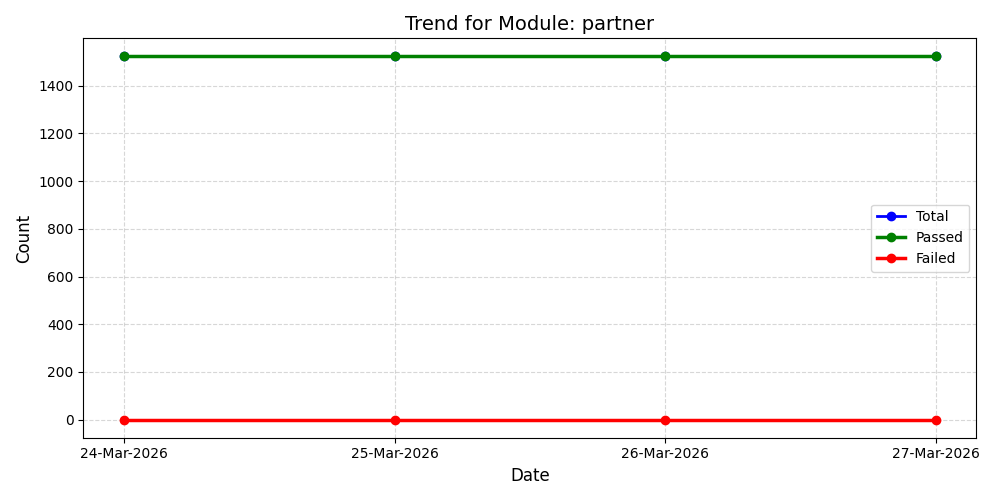 Trend for Module: partner
Count
1400
1200
1000
800
600
400
200
0
Total
Passed
Failed
24-Mar-2026
25-Mar-2026
26-Mar-2026
27-Mar-2026
Date